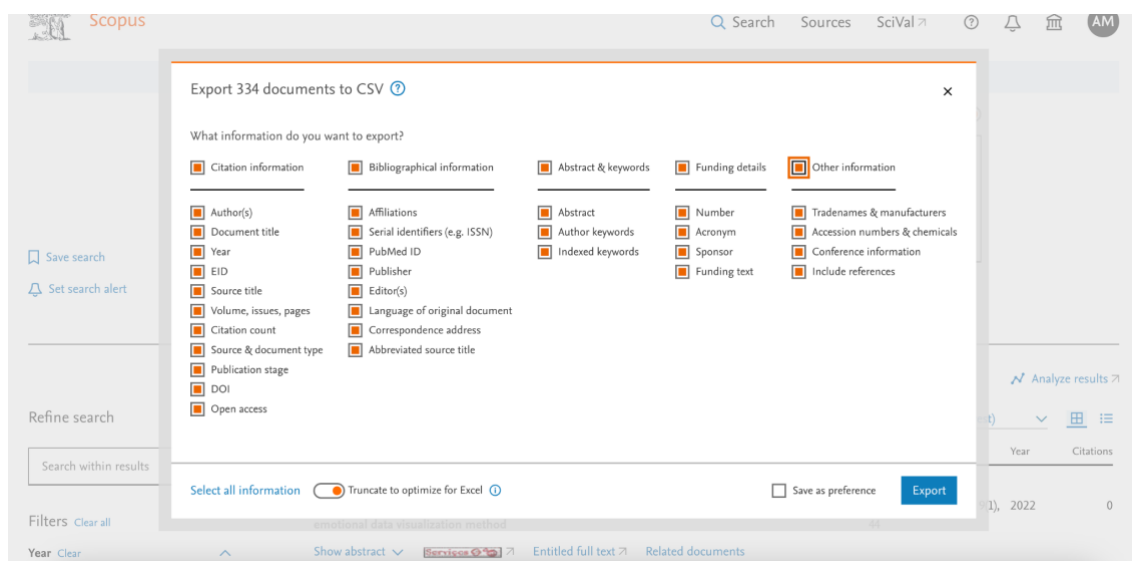 Scopus
Search Sources SciVal
AM
Export 334 documents to CSV
What information do you want to export?
Citation information
Author(s)
Document title
Year
EID
Source title
Volume, issues, pages
Citation count
Source & document type
Publication stage
DOI
Open access
Bibliographical information
Affiliations
Serial identifiers (e.g. ISSN)
PubMed ID
Publisher
Editor(s)
Language of original document
Correspondence address
Abbreviated source title
Abstract & keywords
Abstract
Author keywords
Indexed keywords
Funding details
Number
Acronym
Sponsor
Funding text
Other information
Tradenames & manufacturers
Accession numbers & chemicals
Conference information
Include references
Select all information Truncate to optimize for Excel
Save as preference Export
Save search
Set search alert
Analyze results
Refine search
Search within results
Year Citations
2022 0
Filters Clear all
emotional data visualization method
44
Year Clear
Show abstract Entitled full text Related documents